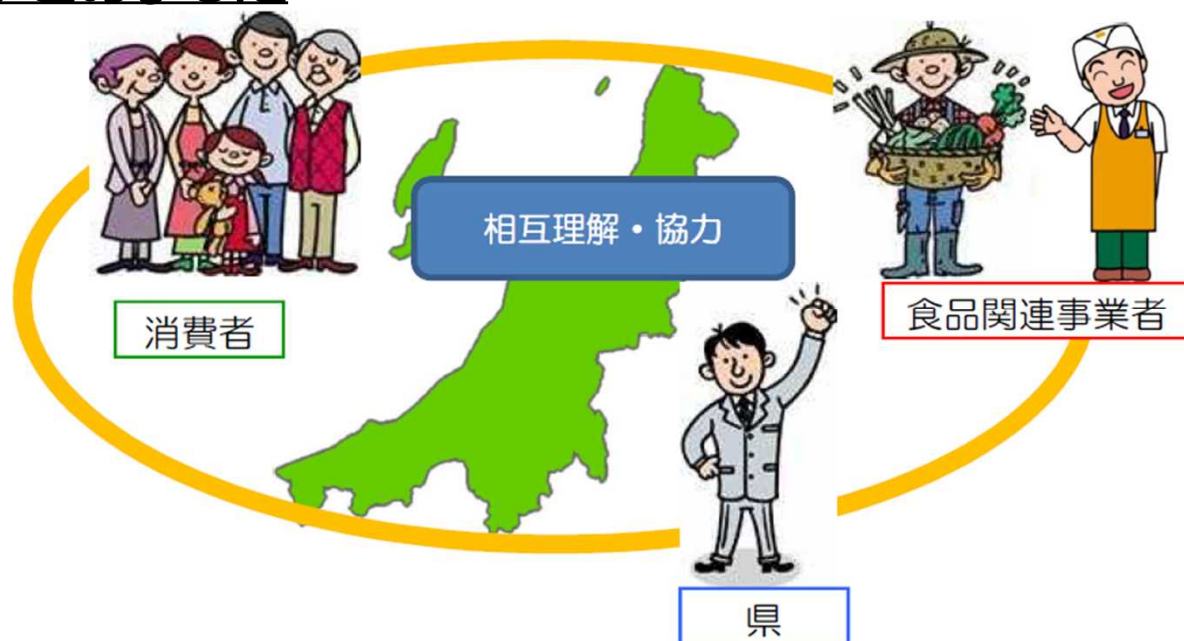 相互理解・協力
消費者
食品関連事業者
県